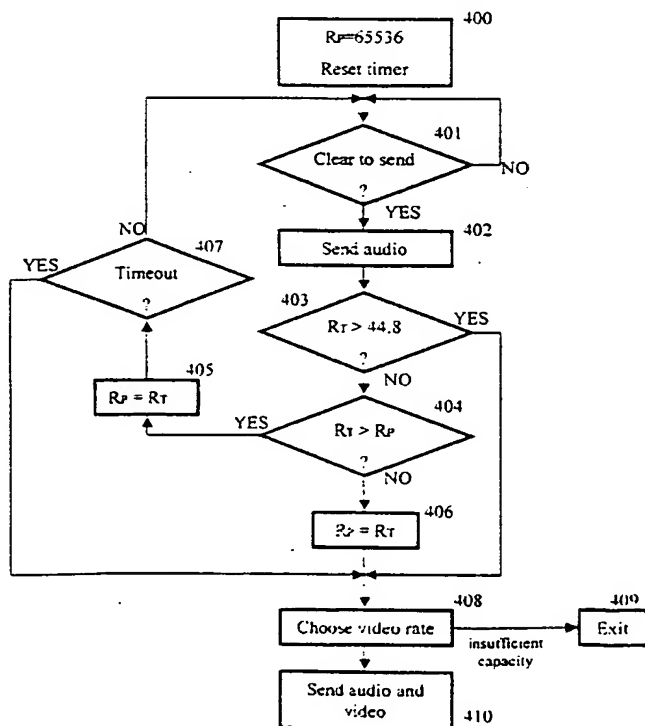 400
RP=65536
Reset timer
401
Clear to send
?
NO
YES
402
Send audio
NO
407
YES
Timeout
?
403
RT > 44.8
?
YES
NO
405
RP = RT
YES
404
RT > RP
?
NO
406
RP = RT
408
Choose video rate
insufficient
capacity
409
Exit
Send audio and
video
410